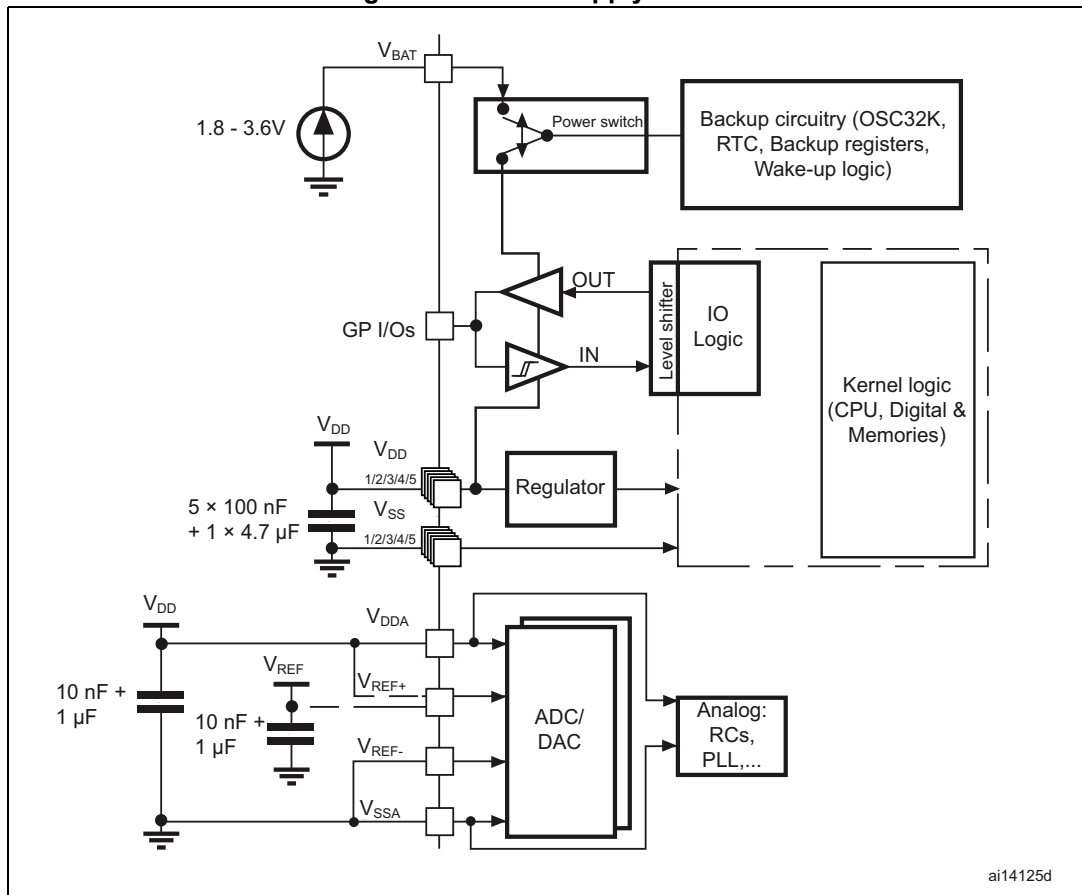 V_BAT
1.8 - 3.6V
Power switch
Backup circuitry (OSC32K,
RTC, Backup registers,
Wake-up logic)
OUT
GP I/Os
IN
Level shifter
IO
Logic
Kernel logic
(CPU, Digital &
Memories)
V_DD
V_DD
1/2/3/4/5
Regulator
5 × 100 nF
+ 1 × 4.7 µF
V_SS
1/2/3/4/5
V_DD
V_DDA
V_REF
V_REF+
10 nF +
1 µF
10 nF +
1 µF
ADC/
DAC
Analog:
RCs,
PLL,...
V_REF-
V_SSA
ai14125d